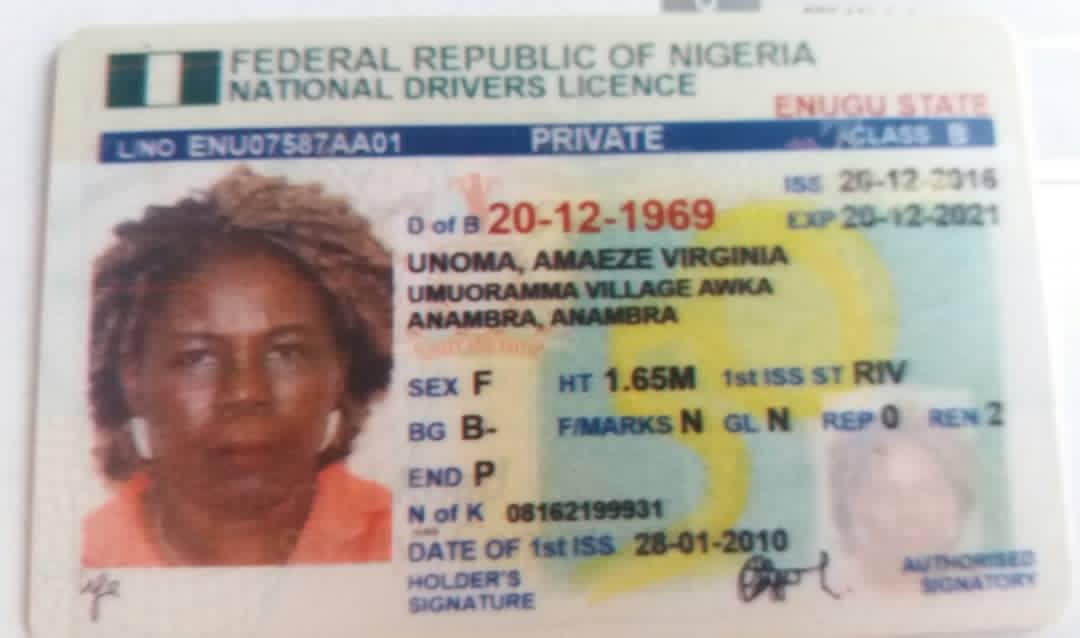 FEDERAL REPUBLIC OF NIGERIA
NATIONAL DRIVERS LICENCE
ENUGU STATE
L/NO ENU07587AA01 PRIVATE CLASS B
ISS 26-12-2016
D of B 20-12-1969 EXP 20-12-2021
UNOMA, AMAEZE VIRGINIA
UMUORAMMA VILLAGE AWKA
ANAMBRA, ANAMBRA
SEX F HT 1.65M 1st ISS ST RIV
BG B- F/MARKS N GL N REP 0 REN 2
END P
N of K 08162199931
DATE OF 1st ISS 28-01-2010
HOLDER'S
SIGNATURE
AUTHORISED
SIGNATORY